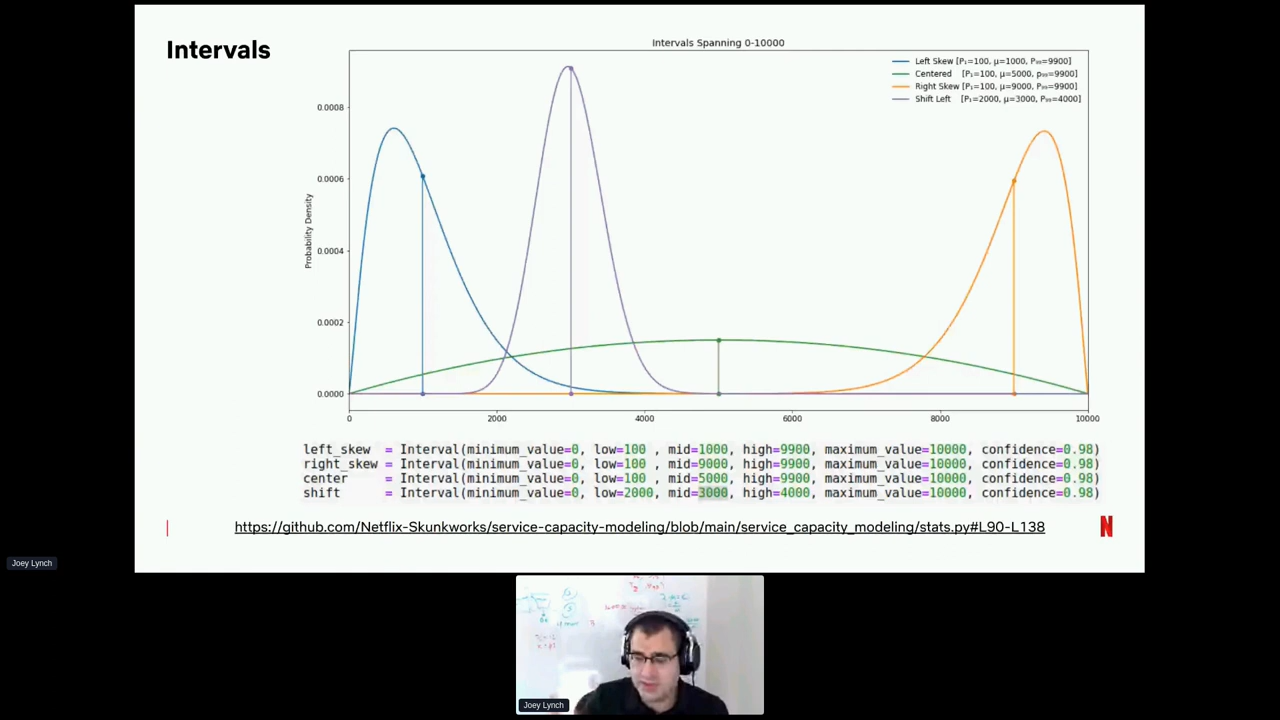 Intervals
Intervals Spanning 0-10000
Left Skew [P₁=100, μ=1000, P₉₉=9900]
Centered [P₁=100, μ=5000, p₉₉=9900]
Right Skew [P₁=100, μ=9000, P₉₉=9900]
Shift Left [P₁=2000, μ=3000, P₉₉=4000]
Probability Density
0.0008
0.0006
0.0004
0.0002
0.0000
0 2000 4000 6000 8000 10000
left_skew = Interval(minimum_value=0, low=100 , mid=1000, high=9900, maximum_value=10000, confidence=0.98)
right_skew = Interval(minimum_value=0, low=100 , mid=9000, high=9900, maximum_value=10000, confidence=0.98)
center = Interval(minimum_value=0, low=100 , mid=5000, high=9900, maximum_value=10000, confidence=0.98)
shift = Interval(minimum_value=0, low=2000, mid=3000, high=4000, maximum_value=10000, confidence=0.98)
https://github.com/Netflix-Skunkworks/service-capacity-modeling/blob/main/service_capacity_modeling/stats.py#L90-L138
N
Joey Lynch
Joey Lynch